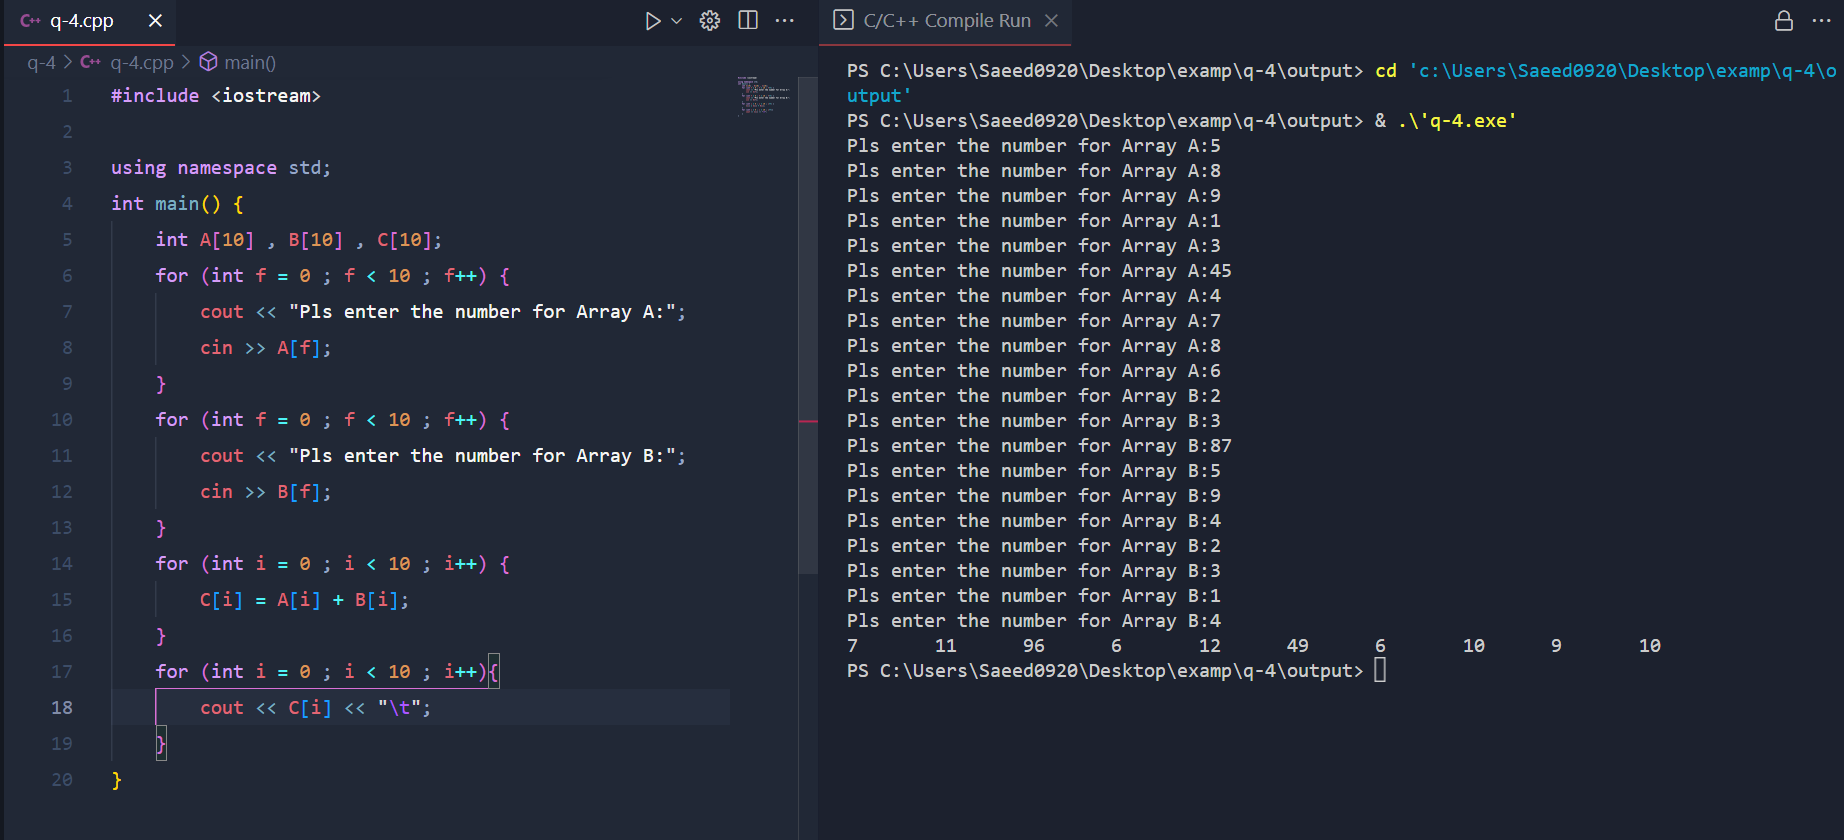 C++ q-4.cpp
q-4 > C++ q-4.cpp > main()
1 #include <iostream>
2
3 using namespace std;
4 int main() {
5 int A[10] , B[10] , C[10];
6 for (int f = 0 ; f < 10 ; f++) {
7 cout << "Pls enter the number for Array A:";
8 cin >> A[f];
9 }
10 for (int f = 0 ; f < 10 ; f++) {
11 cout << "Pls enter the number for Array B:";
12 cin >> B[f];
13 }
14 for (int i = 0 ; i < 10 ; i++) {
15 C[i] = A[i] + B[i];
16 }
17 for (int i = 0 ; i < 10 ; i++){
18 cout << C[i] << "\t";
19 }
20 }
C/C++ Compile Run
PS C:\Users\Saeed0920\Desktop\examp\q-4\output> cd 'c:\Users\Saeed0920\Desktop\examp\q-4\o
utput'
PS C:\Users\Saeed0920\Desktop\examp\q-4\output> & .\'q-4.exe'
Pls enter the number for Array A:5
Pls enter the number for Array A:8
Pls enter the number for Array A:9
Pls enter the number for Array A:1
Pls enter the number for Array A:3
Pls enter the number for Array A:45
Pls enter the number for Array A:4
Pls enter the number for Array A:7
Pls enter the number for Array A:8
Pls enter the number for Array A:6
Pls enter the number for Array B:2
Pls enter the number for Array B:3
Pls enter the number for Array B:87
Pls enter the number for Array B:5
Pls enter the number for Array B:9
Pls enter the number for Array B:4
Pls enter the number for Array B:2
Pls enter the number for Array B:3
Pls enter the number for Array B:1
Pls enter the number for Array B:4
7 11 96 6 12 49 6 10 9 10
PS C:\Users\Saeed0920\Desktop\examp\q-4\output>